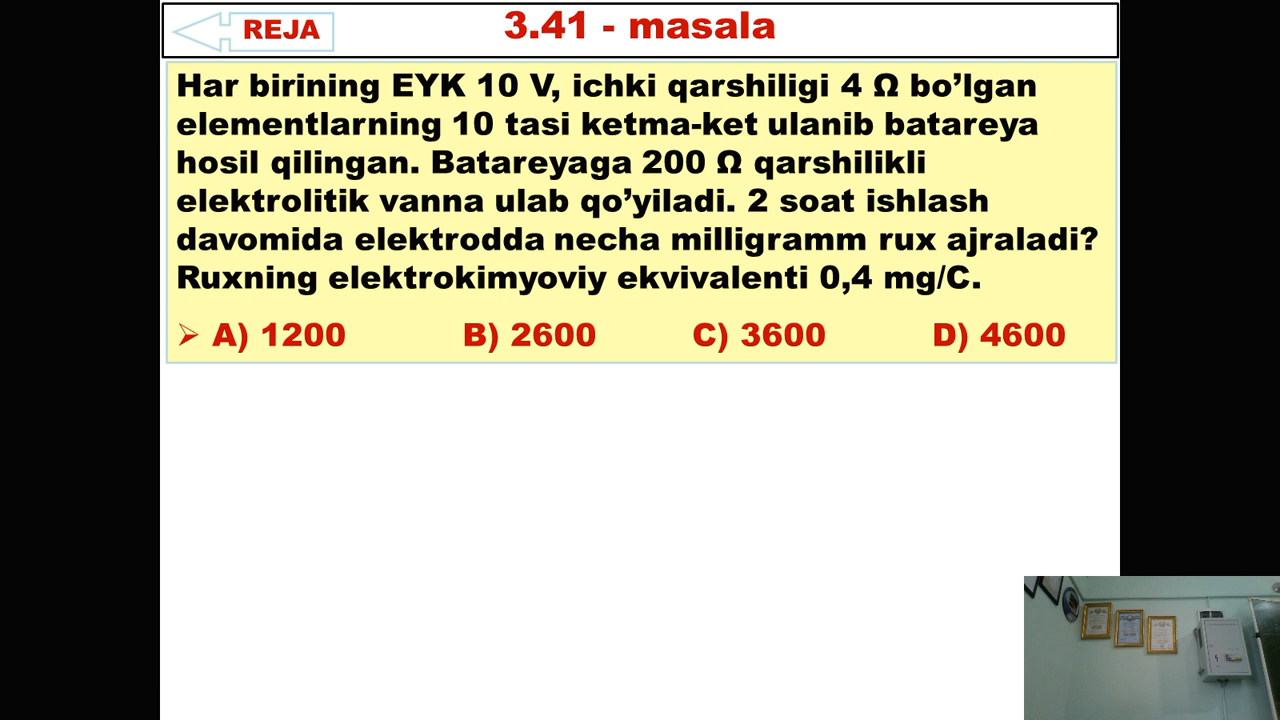 REJA
3.41 - masala
Har birining EYK 10 V, ichki qarshiligi 4 Ω bo’lgan
elementlarning 10 tasi ketma-ket ulanib batareya
hosil qilingan. Batareyaga 200 Ω qarshilikli
elektrolitik vanna ulab qo’yiladi. 2 soat ishlash
davomida elektrodda necha milligramm rux ajraladi?
Ruxning elektrokimyoviy ekvivalenti 0,4 mg/C.
➢ A) 1200 B) 2600 C) 3600 D) 4600